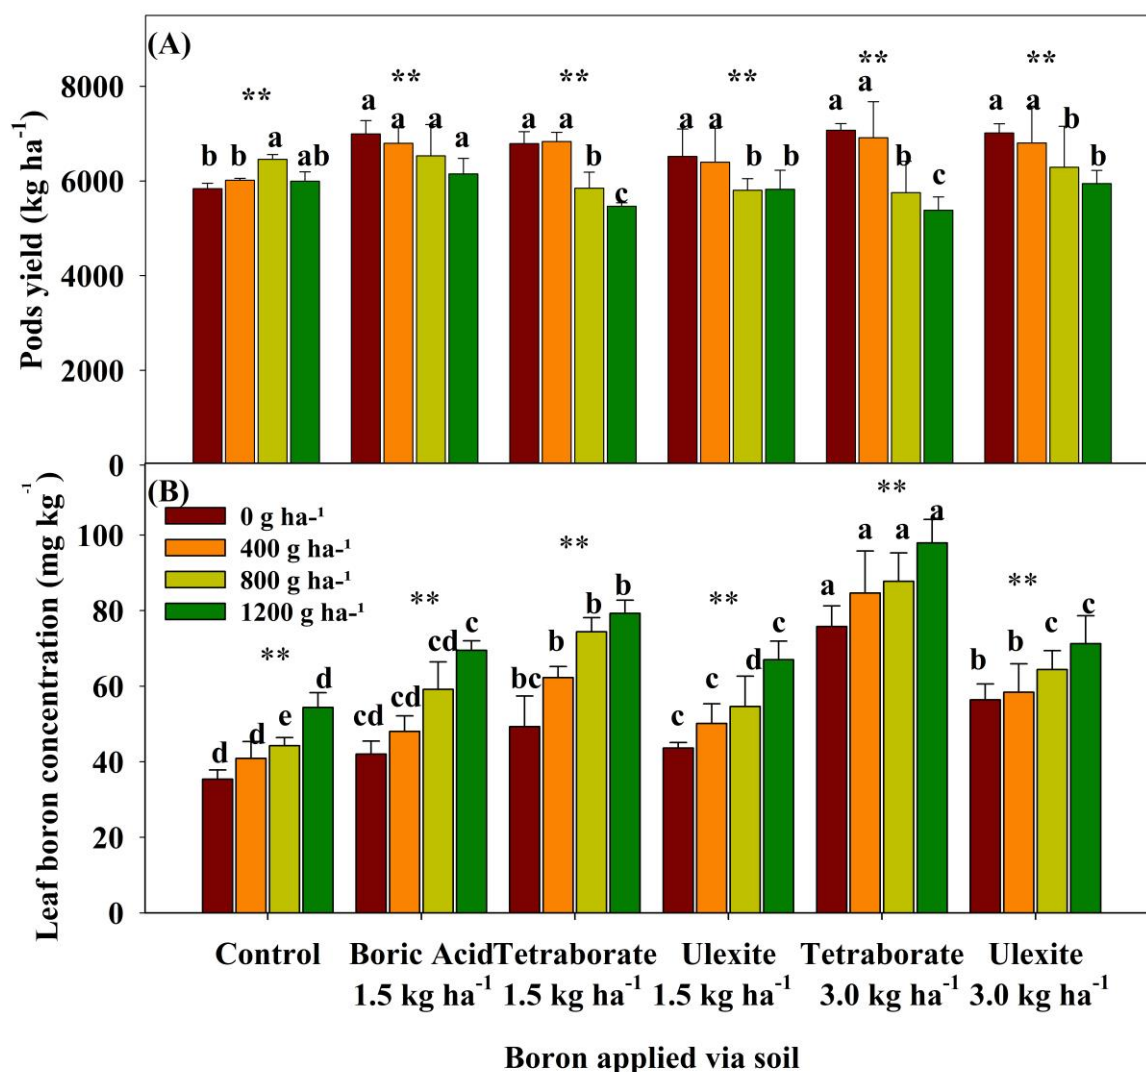 (A)
Pods yield (kg ha⁻¹)
8000
6000
4000
2000
0
** ** ** ** ** **
b b a ab
a a a a
a a b c
a a b b
a a b c
a a b b
(B)
Leaf boron concentration (mg kg⁻¹)
100
80
60
40
20
0
0 g ha-¹
400 g ha-¹
800 g ha-¹
1200 g ha-¹
** ** ** ** ** **
d d e d
cd cd cd c
bc b b b
c c d c
a a a a
b b c c
Control
Boric Acid
1.5 kg ha⁻¹
Tetraborate
1.5 kg ha⁻¹
Ulexite
1.5 kg ha⁻¹
Tetraborate
3.0 kg ha⁻¹
Ulexite
3.0 kg ha⁻¹
Boron applied via soil